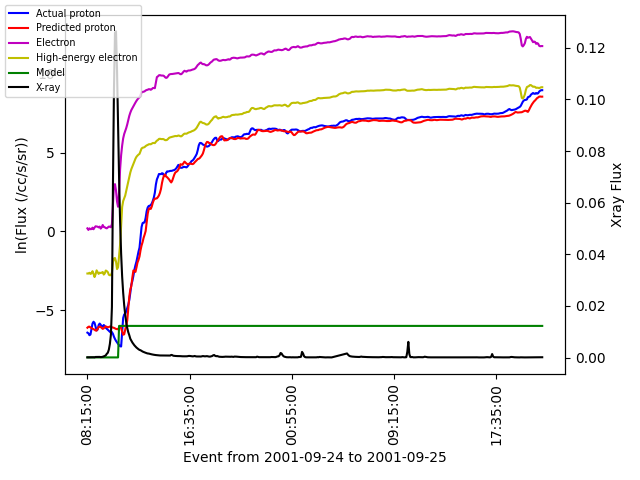 Actual proton
Predicted proton
Electron
High-energy electron
Model
X-ray
5
0
−5
ln(Flux (/cc/s/sr))
0.12
0.10
0.08
0.06
0.04
0.02
0.00
Xray Flux
08:15:00
16:35:00
00:55:00
09:15:00
17:35:00
Event from 2001-09-24 to 2001-09-25